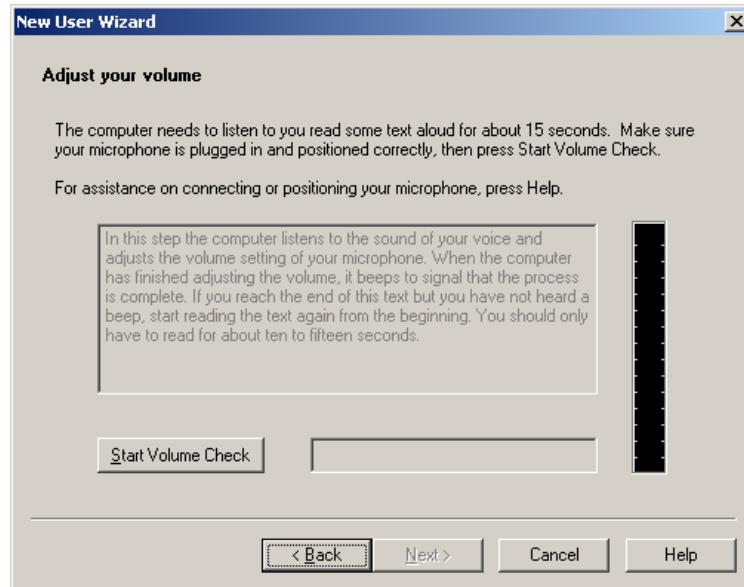 New User Wizard
Adjust your volume
The computer needs to listen to you read some text aloud for about 15 seconds. Make sure
your microphone is plugged in and positioned correctly, then press Start Volume Check.
For assistance on connecting or positioning your microphone, press Help.
In this step the computer listens to the sound of your voice and
adjusts the volume setting of your microphone. When the computer
has finished adjusting the volume, it beeps to signal that the process
is complete. If you reach the end of this text but you have not heard a
beep, start reading the text again from the beginning. You should only
have to read for about ten to fifteen seconds.
Start Volume Check
< Back Next > Cancel Help